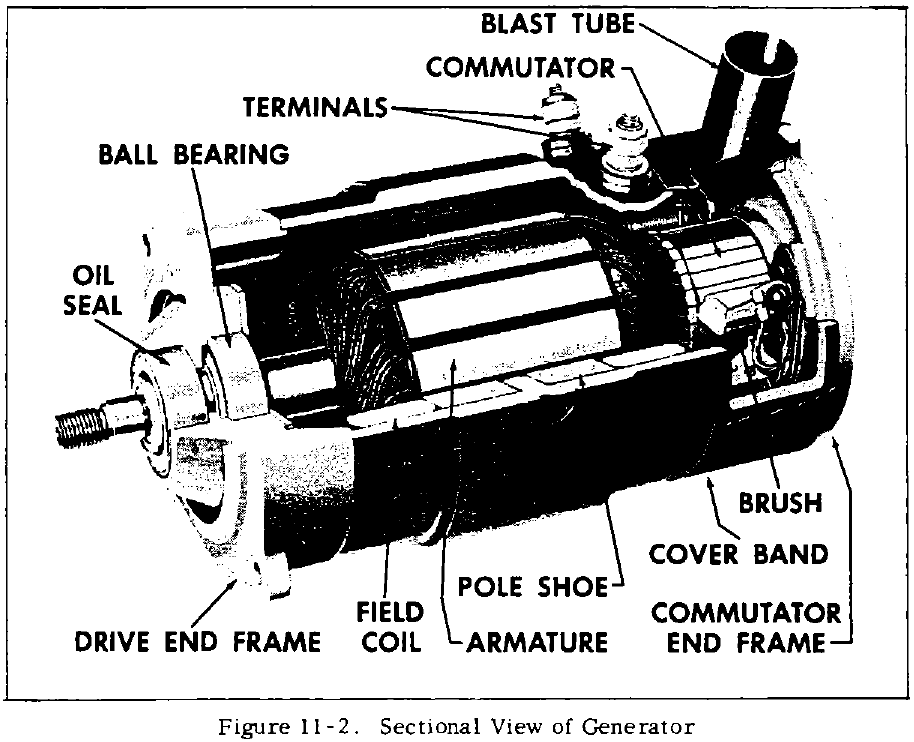 BLAST TUBE
COMMUTATOR
TERMINALS
BALL BEARING
OIL
SEAL
BRUSH
COVER BAND
POLE SHOE
FIELD
COIL
COMMUTATOR
END FRAME
DRIVE END FRAME
ARMATURE
Figure 11-2. Sectional View of Generator